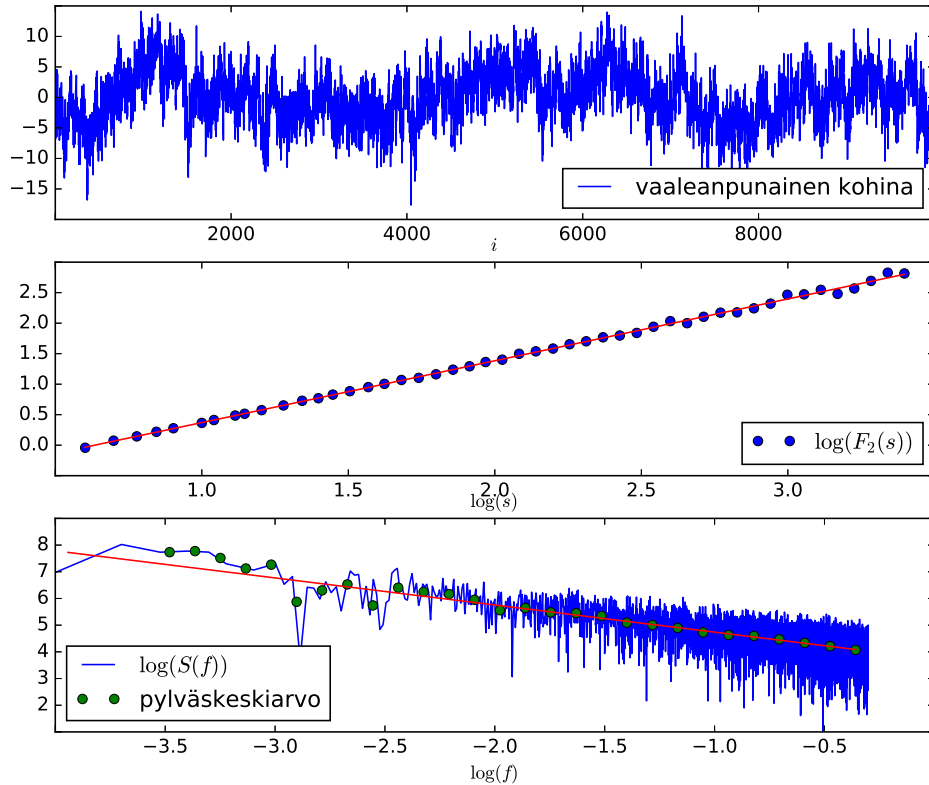 10
5
0
−5
−10
−15
vaaleanpunainen kohina
2000 4000 6000 8000
i
2.5
2.0
1.5
1.0
0.5
0.0
log(F₂(s))
1.0 1.5 2.0 2.5 3.0
log(s)
8
7
6
5
4
3
2
log(S(f))
pylväskeskiarvo
−3.5 −3.0 −2.5 −2.0 −1.5 −1.0 −0.5
log(f)